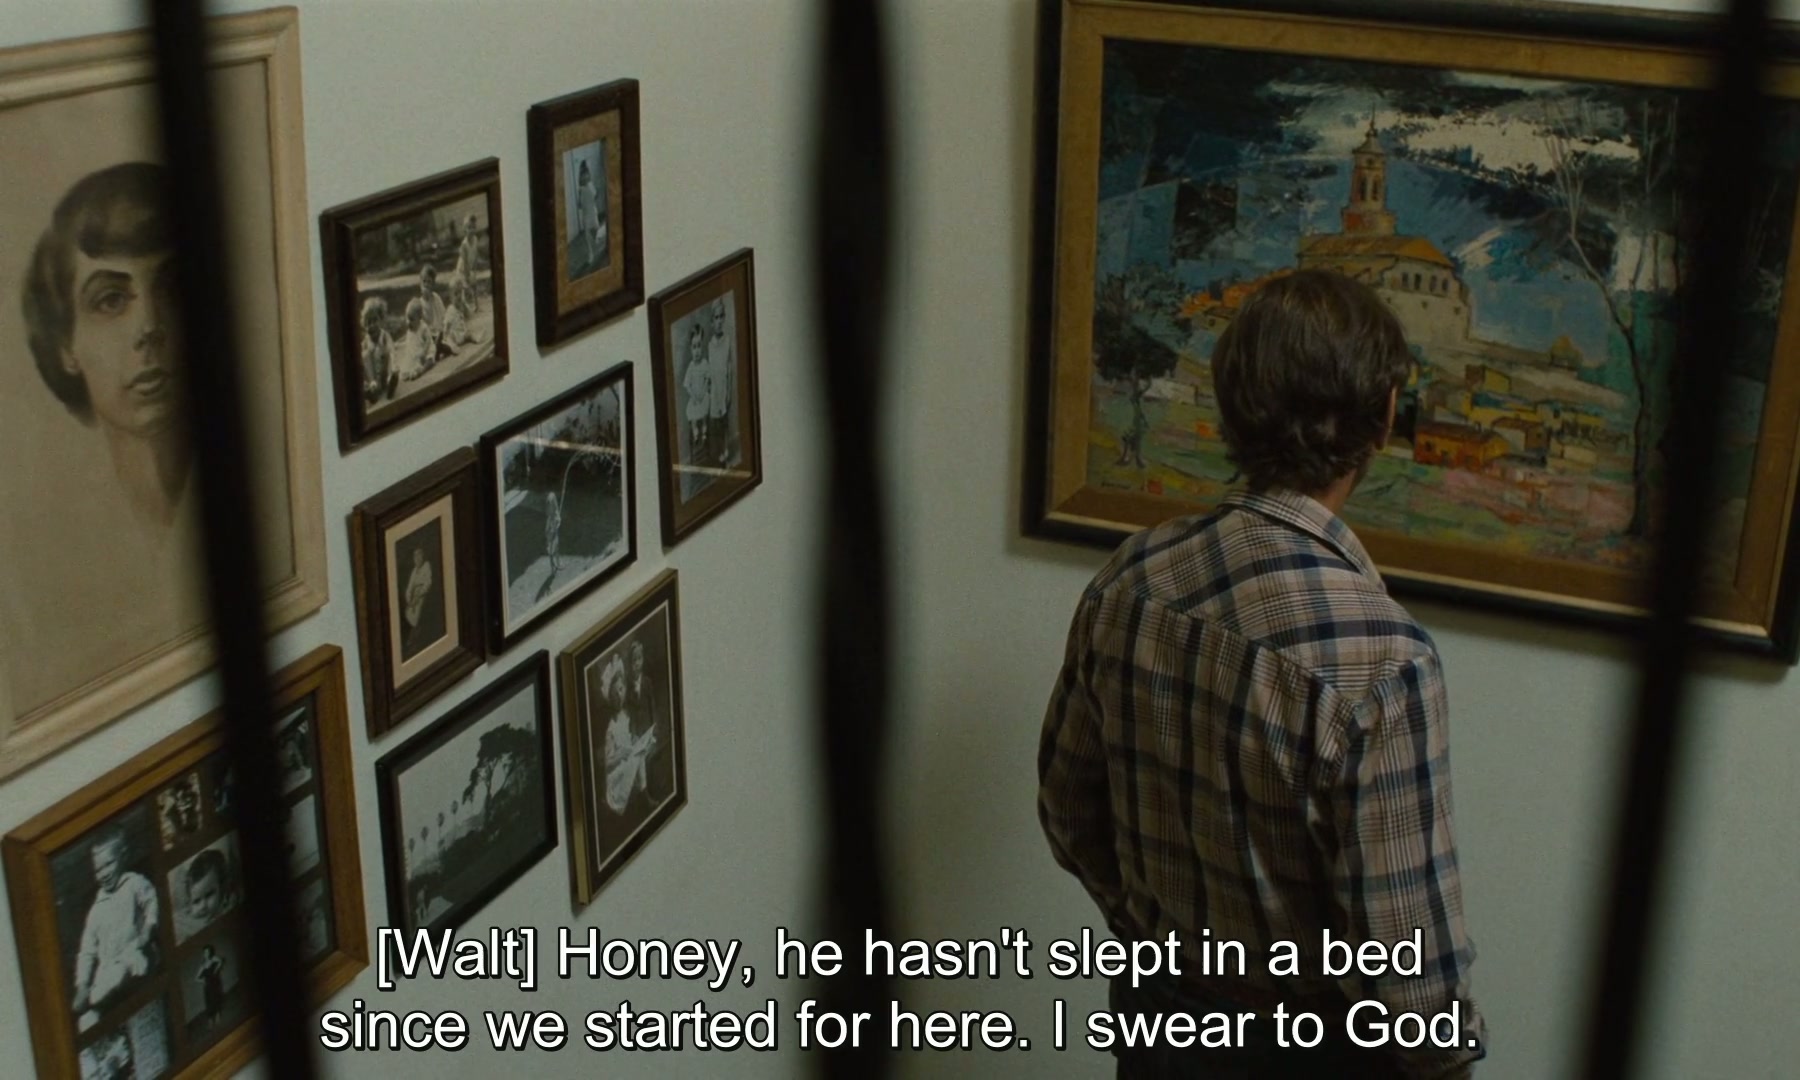 [Walt] Honey, he hasn't slept in a bed
since we started for here. I swear to God.